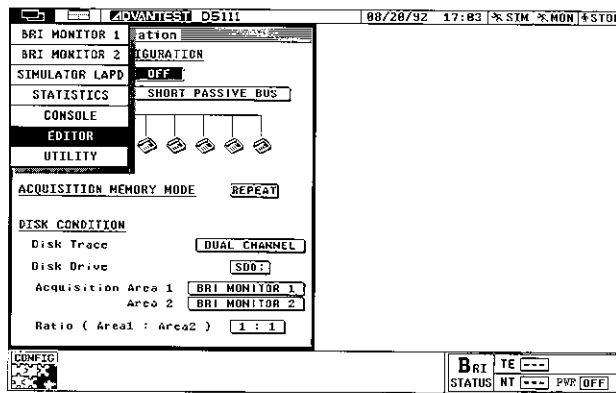 ADVANTEST D5111 08/20/92 17:03 STM MON STO
BRI MONITOR 1
BRI MONITOR 2
SIMULATOR LAPD
STATISTICS
CONSOLE
EDITOR
UTILITY
ation
IGURATION
OFF
SHORT PASSIVE BUS
ACQUISITION MEMORY MODE REPEAT
DISK CONDITION
Disk Trace DUAL CHANNEL
Disk Drive SD0:
Acquisition Area 1 BRI MONITOR 1
Area 2 BRI MONITOR 2
Ratio ( Area1 : Area2 ) 1 : 1
CONFIG
BRI STATUS
TE ---
NT --- PWR OFF